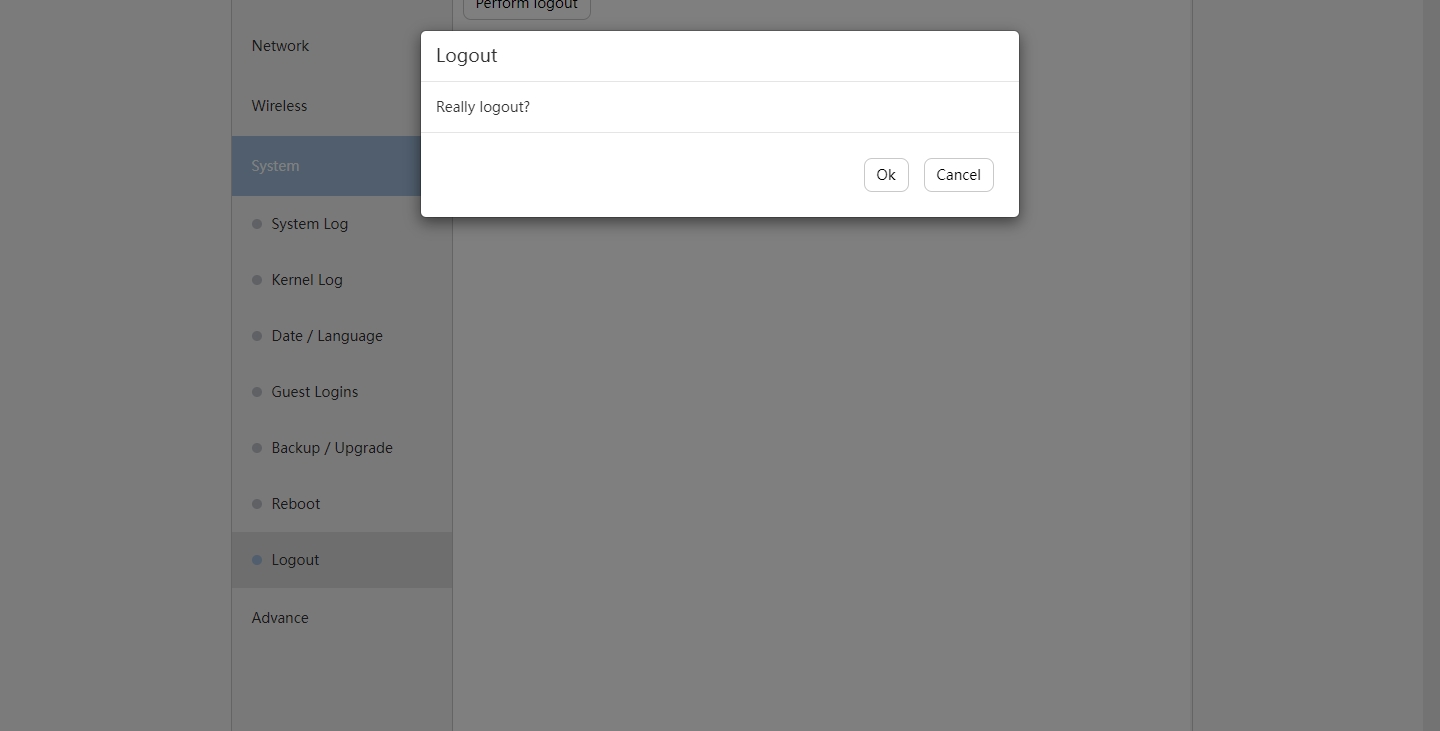 Perform logout
Network
Wireless
System
System Log
Kernel Log
Date / Language
Guest Logins
Backup / Upgrade
Reboot
Logout
Advance
Logout
Really logout?
Ok
Cancel